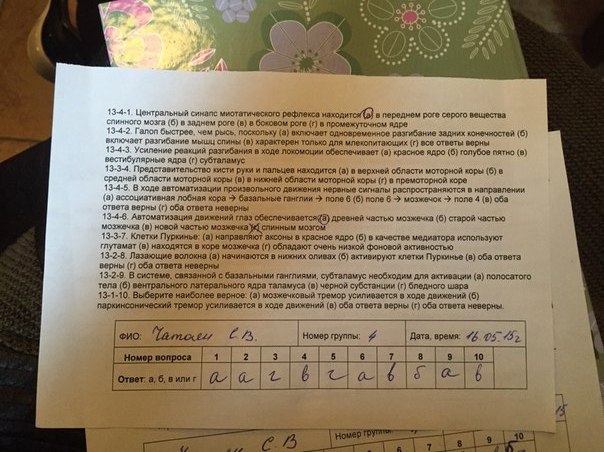 13-4-1. Центральный синапс миотатического рефлекса находится (а) в переднем роге серого вещества
спинного мозга (б) в заднем роге (в) в боковом роге (г) в промежуточном ядре
13-4-2. Галоп быстрее, чем рысь, поскольку (а) включает одновременное разгибание задних конечностей (б)
включает разгибание мышц спины (в) характерен только для млекопитающих (г) все ответы верны
13-4-3. Усиление реакций разгибания в ходе локомоции обеспечивает (а) красное ядро (б) голубое пятно (в)
вестибулярные ядра (г) субталамус
13-3-4. Представительство кисти руки и пальцев находится (а) в верхней области моторной коры (б) в
средней области моторной коры (в) в нижней области моторной коры (г) в премоторной коре
13-4-5. В ходе автоматизации произвольного движения нервные сигналы распространяются в направлении
(а) ассоциативная лобная кора → базальные ганглии → поле 6 (б) поле 6 → мозжечок → поле 4 (в) оба
ответа верны (г) оба ответа неверны
13-4-6. Автоматизация движений глаз обеспечивается (а) древней частью мозжечка (б) старой частью
мозжечка (в) новой частью мозжечка спинным мозгом
13-3-7. Клетки Пуркинье: (а) направляют аксоны в красное ядро (б) в качестве медиатора используют
глутамат (в) находятся в коре мозжечка (г) обладают очень низкой фоновой активностью
13-2-8. Лазающие волокна (а) начинаются в нижних оливах (б) активируют клетки Пуркинье (в) оба
ответа верны (г) оба ответа неверны
13-2-9. В системе, связанной с базальными ганглиями, субталамус необходим для активации (а) полосатого
тела (б) вентрального латерального ядра таламуса (в) черной субстанции (г) бледного шара
13-1-10. Выберите наиболее верное: (а) мозжечковый тремор усиливается в ходе движений (б)
паркинсонический тремор усиливается в ходе движений (в) оба ответа верны (г) оба ответа неверны.
ФИО: Чатоян С.В. Номер группы: 4 Дата, время: 16.05.15г
Номер вопроса 1 2 3 4 5 6 7 8 9 10
Ответ: а, б, в или г а а г в г а в б а в
Номер группы:
С.В
6 7 8 9 10